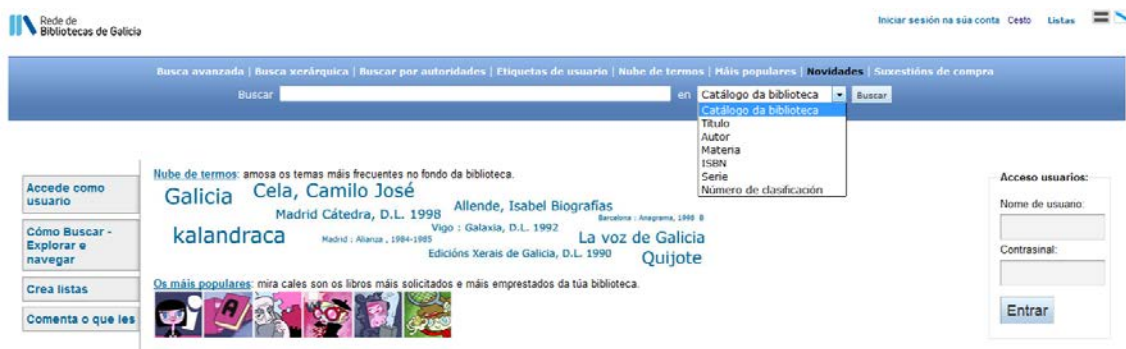 Rede de
Bibliotecas de Galicia
Iniciar sesión na súa conta Cesto Listas
Busca avanzada | Busca xerárquica | Buscar por autoridades | Etiquetas de usuario | Nube de termos | Máis populares | Novidades | Suxestións de compra
Buscar en Catálogo da biblioteca Buscar
Catálogo da biblioteca
Título
Autor
Materia
ISBN
Serie
Número de clasificación
Accede como
usuario
Cómo Buscar -
Explorar e
navegar
Crea listas
Comenta o que les
Nube de termos: amosa os temas máis frecuentes no fondo da biblioteca.
Galicia Cela, Camilo José
Madrid Cátedra, D.L. 1998 Allende, Isabel Biografías
Barcelona : Anagrama, 1998 B
Vigo : Galaxia, D.L. 1992
kalandraca Madrid : Alianza , 1984-1985 La voz de Galicia
Edicións Xerais de Galicia, D.L. 1990 Quijote
Os máis populares: mira cales son os libros máis solicitados e máis emprestados da túa biblioteca.
A
Acceso usuarios:
Nome de usuario:
Contrasinal:
Entrar